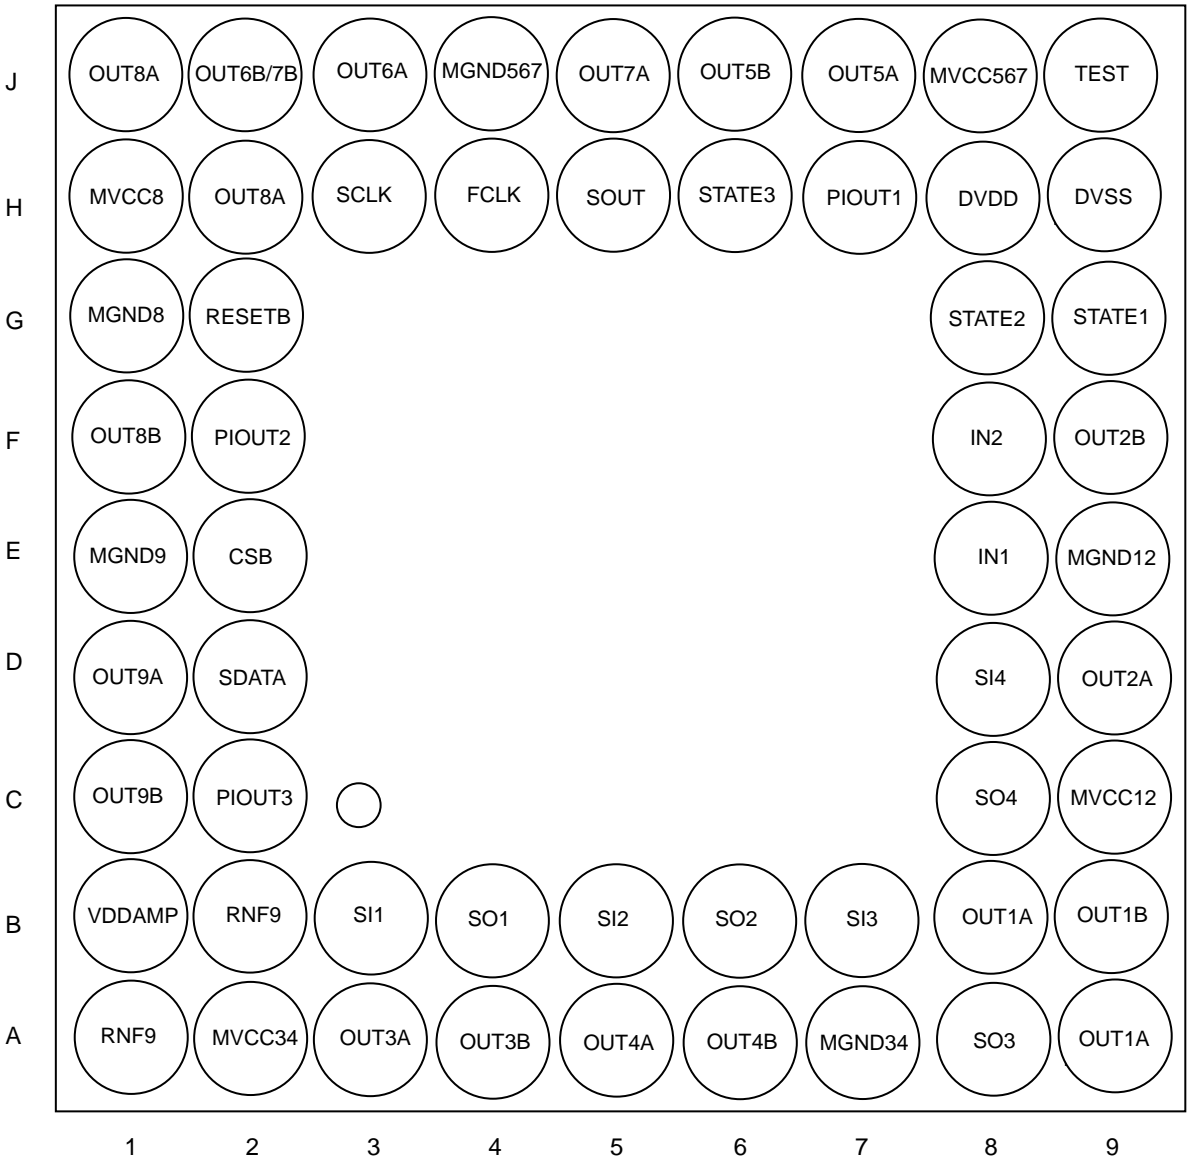 J OUT8A OUT6B/7B OUT6A MGND567 OUT7A OUT5B OUT5A MVCC567 TEST
H MVCC8 OUT8A SCLK FCLK SOUT STATE3 PIOUT1 DVDD DVSS
G MGND8 RESETB STATE2 STATE1
F OUT8B PIOUT2 IN2 OUT2B
E MGND9 CSB IN1 MGND12
D OUT9A SDATA SI4 OUT2A
C OUT9B PIOUT3 SO4 MVCC12
B VDDAMP RNF9 SI1 SO1 SI2 SO2 SI3 OUT1A OUT1B
A RNF9 MVCC34 OUT3A OUT3B OUT4A OUT4B MGND34 SO3 OUT1A
1 2 3 4 5 6 7 8 9